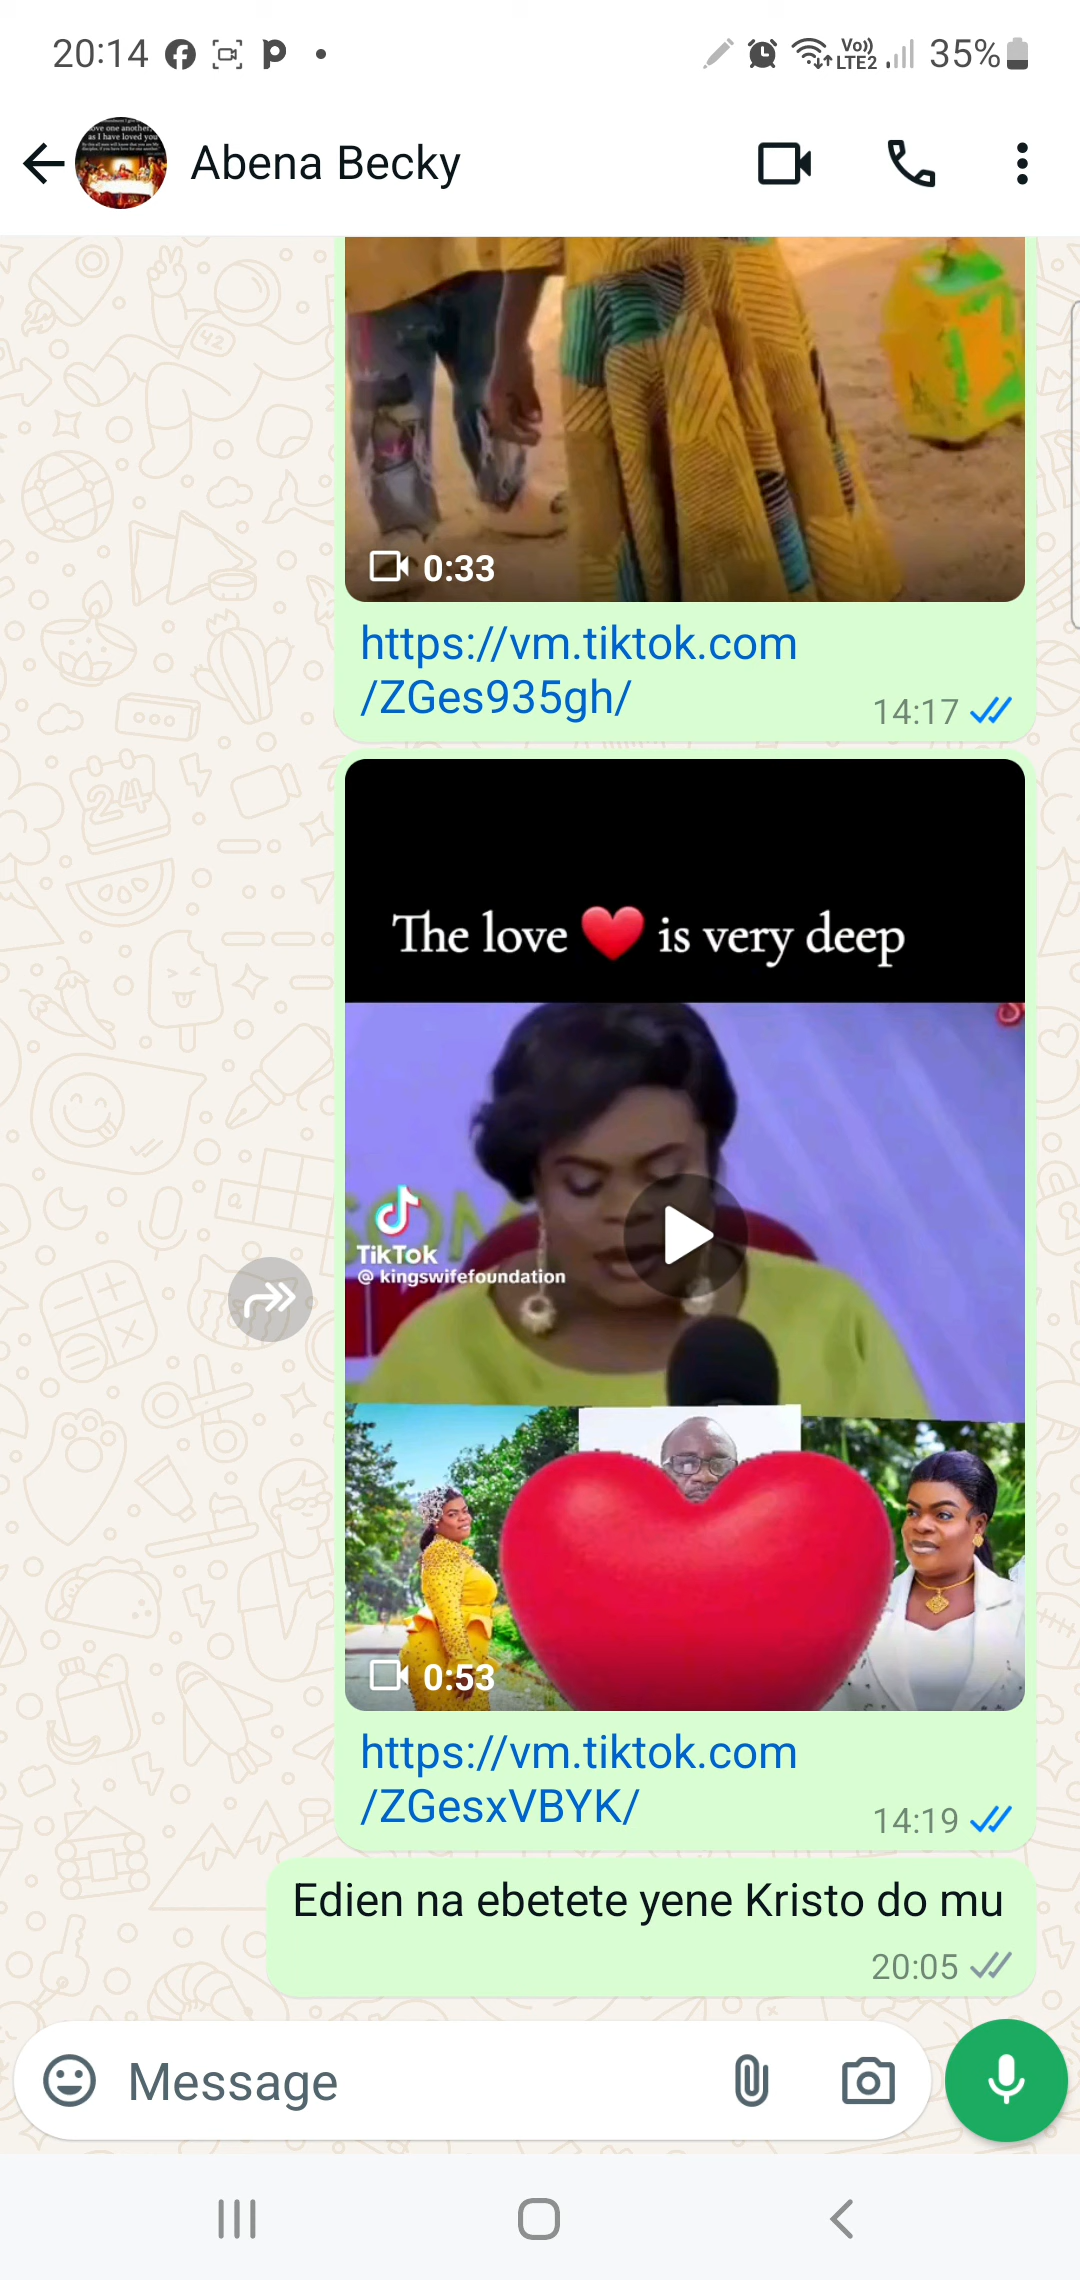 20:14
Vo))
LTE2
35%
Abena Becky
0:33
https://vm.tiktok.com
/ZGes935gh/
14:17
The love ❤️ is very deep
TikTok
@ kingswifefoundation
0:53
https://vm.tiktok.com
/ZGesxVBYK/
14:19
Edien na ebetete yene Kristo do mu
20:05
Message